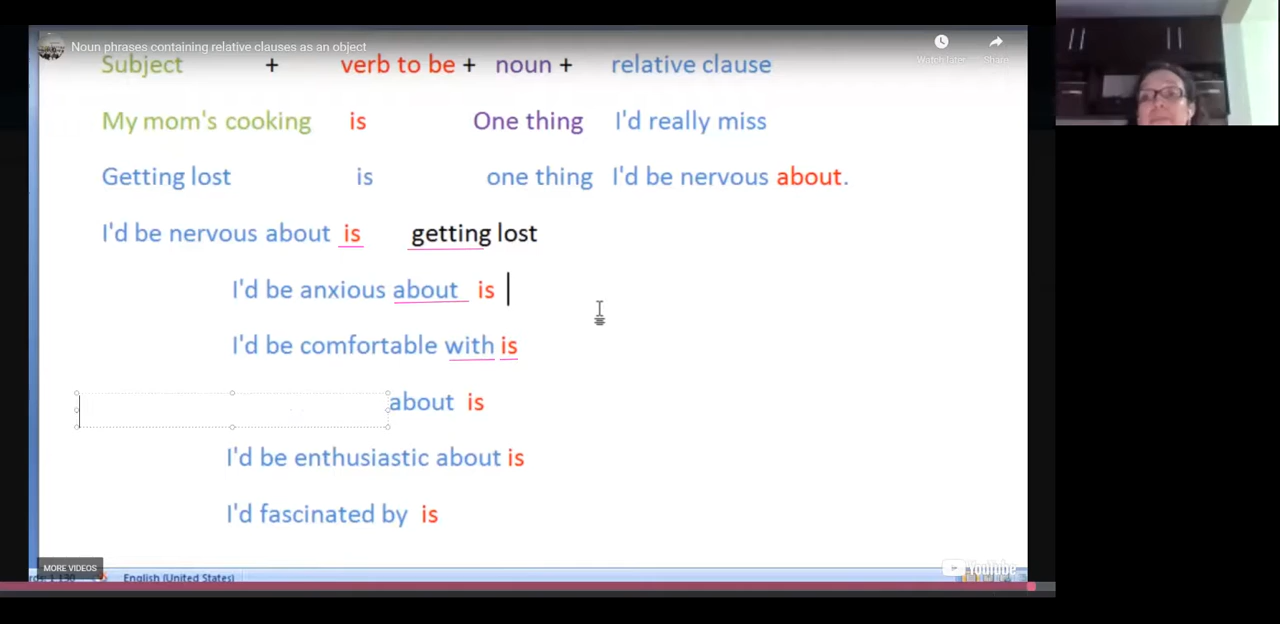 Noun phrases containing relative clauses as an object
Watch later
Share
Subject + verb to be + noun + relative clause
My mom's cooking is One thing I'd really miss
Getting lost is one thing I'd be nervous about.
I'd be nervous about is getting lost
I'd be anxious about is
I'd be comfortable with is
about is
I'd be enthusiastic about is
I'd fascinated by is
MORE VIDEOS
1,130 English (United States)
YouTube